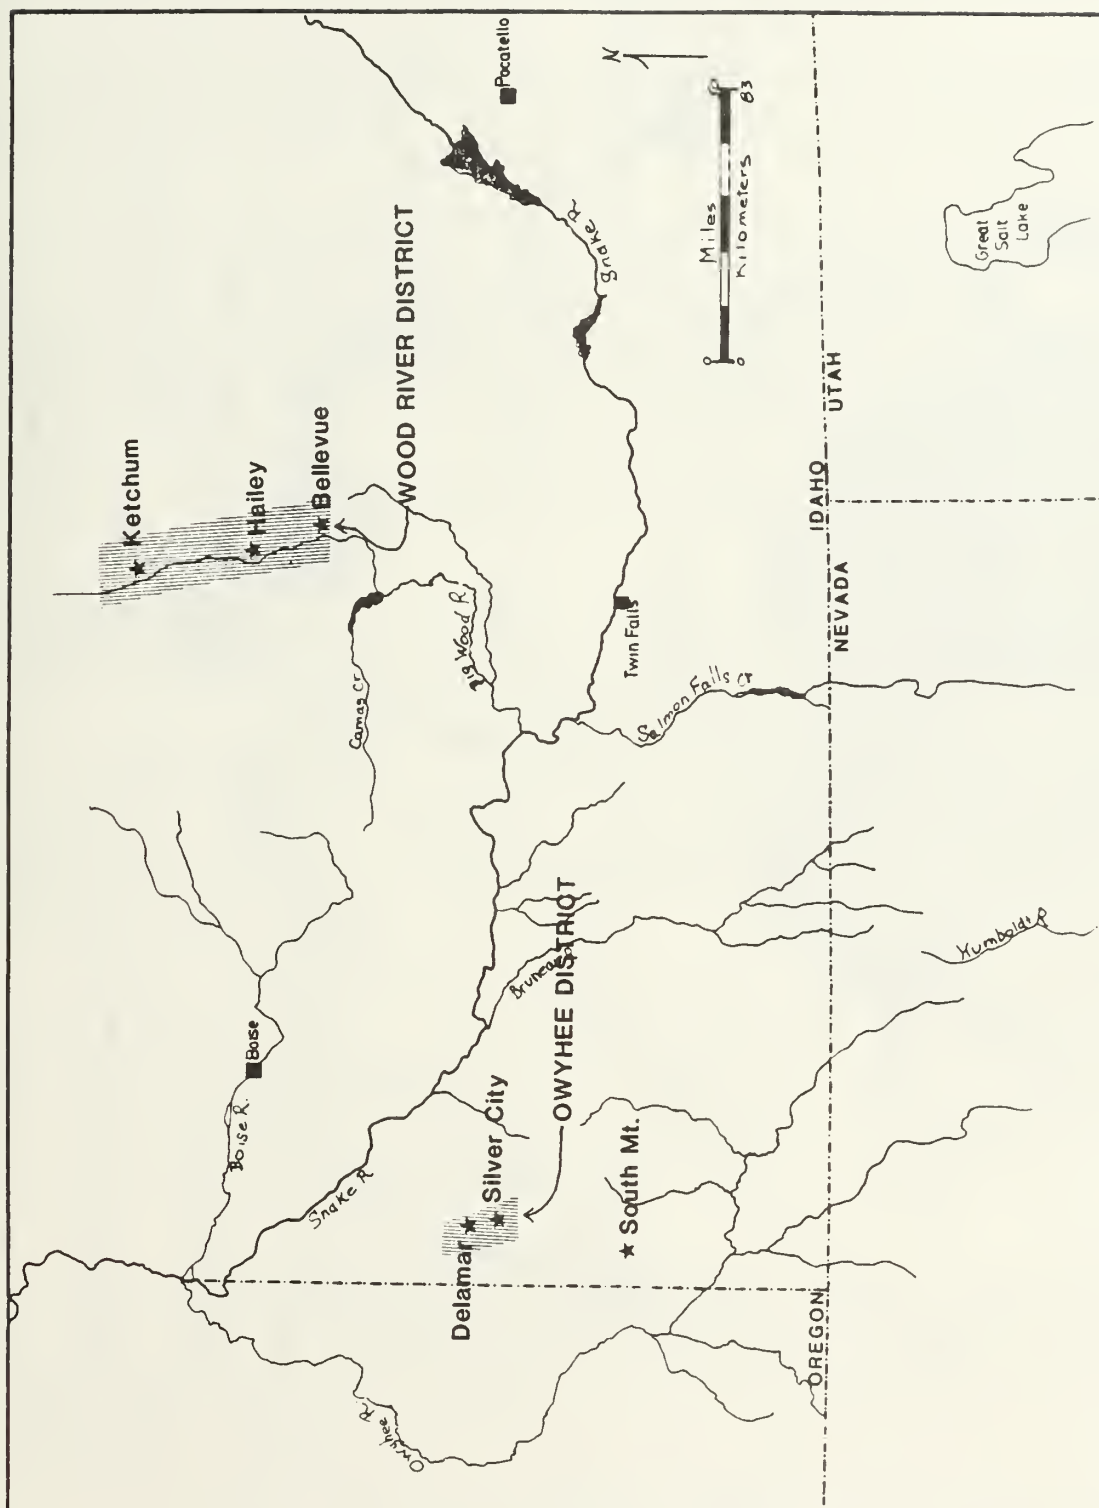 Ketchum
Boise R.
Boise
Hailey
Bellevue
Snake R
Camas Cr
Owyhee
R.
WOOD RIVER DISTRICT
Delamar
Big Wood R.
Silver City
Pocatello
Bruneau
OWYHEE DISTRICT
Snake R
N
South Mt.
Twin Falls
Salmon Falls Cr
0
Miles
Kilometers
0 83
OREGON
IDAHO
NEVADA
UTAH
Humboldt R
Great
Salt
Lake